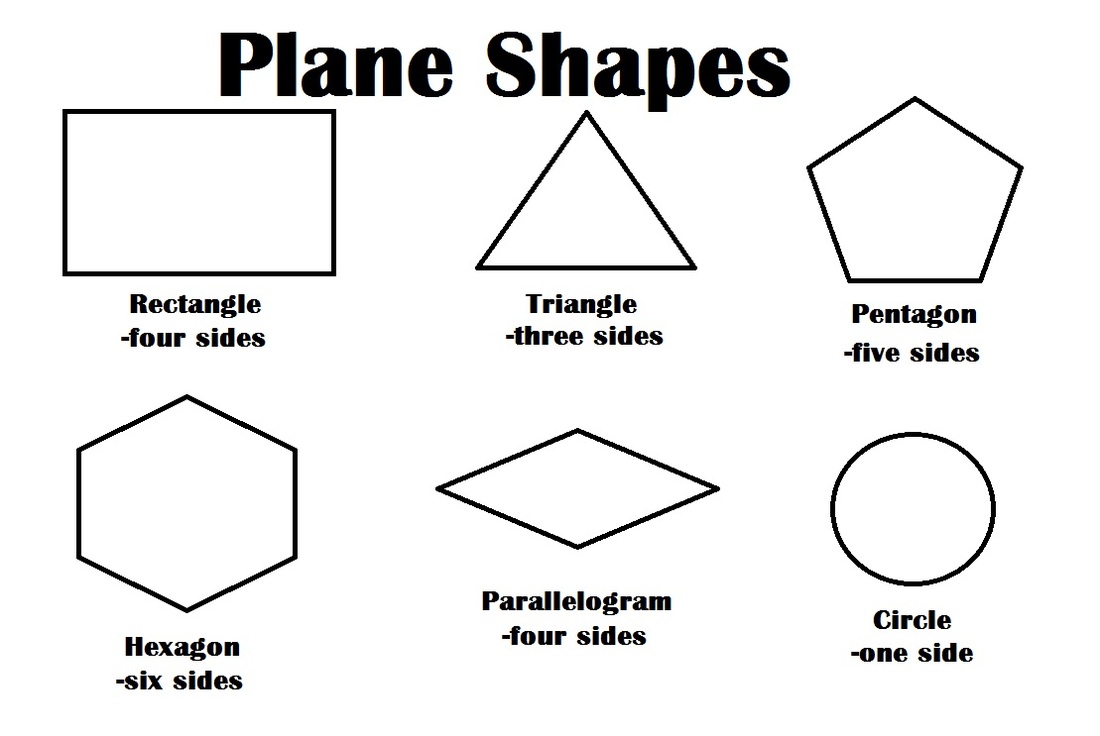 Plane Shapes
Rectangle
-four sides
Triangle
-three sides
Pentagon
-five sides
Hexagon
-six sides
Parallelogram
-four sides
Circle
-one side